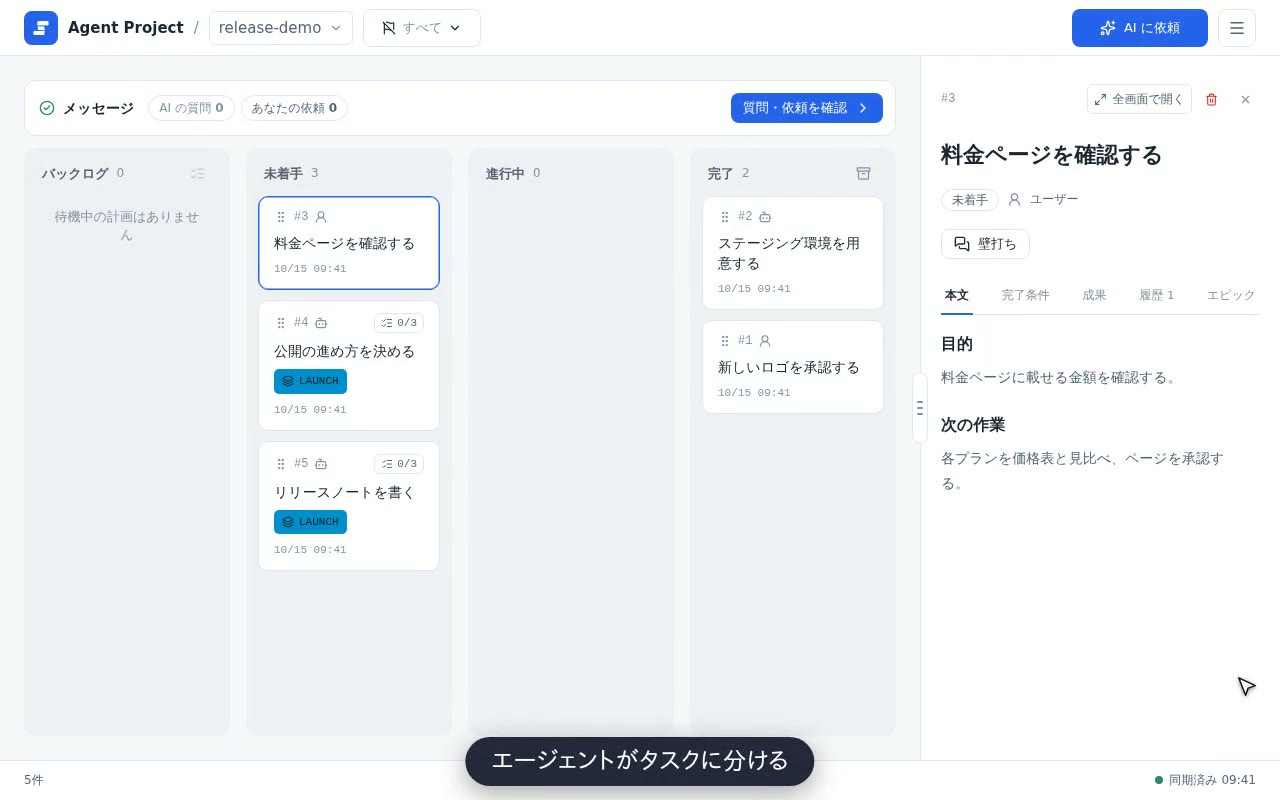 Agent Project / release-demo すべて AI に依頼
メッセージ AI の質問 0 あなたの依頼 0 質問・依頼を確認
バックログ 0
待機中の計画はありませ
ん
未着手 3
#3
料金ページを確認する
10/15 09:41
#4 0/3
公開の進め方を決める
LAUNCH
10/15 09:41
#5 0/3
リリースノートを書く
LAUNCH
10/15 09:41
進行中 0
完了 2
#2
ステージング環境を用
意する
10/15 09:41
#1
新しいロゴを承認する
10/15 09:41
#3 全画面で開く
料金ページを確認する
未着手 ユーザー
壁打ち
本文 完了条件 成果 履歴 1 エピック
目的
料金ページに載せる金額を確認する。
次の作業
各プランを価格表と見比べ、ページを承認す
る。
エージェントがタスクに分ける
5件 同期済み 09:41